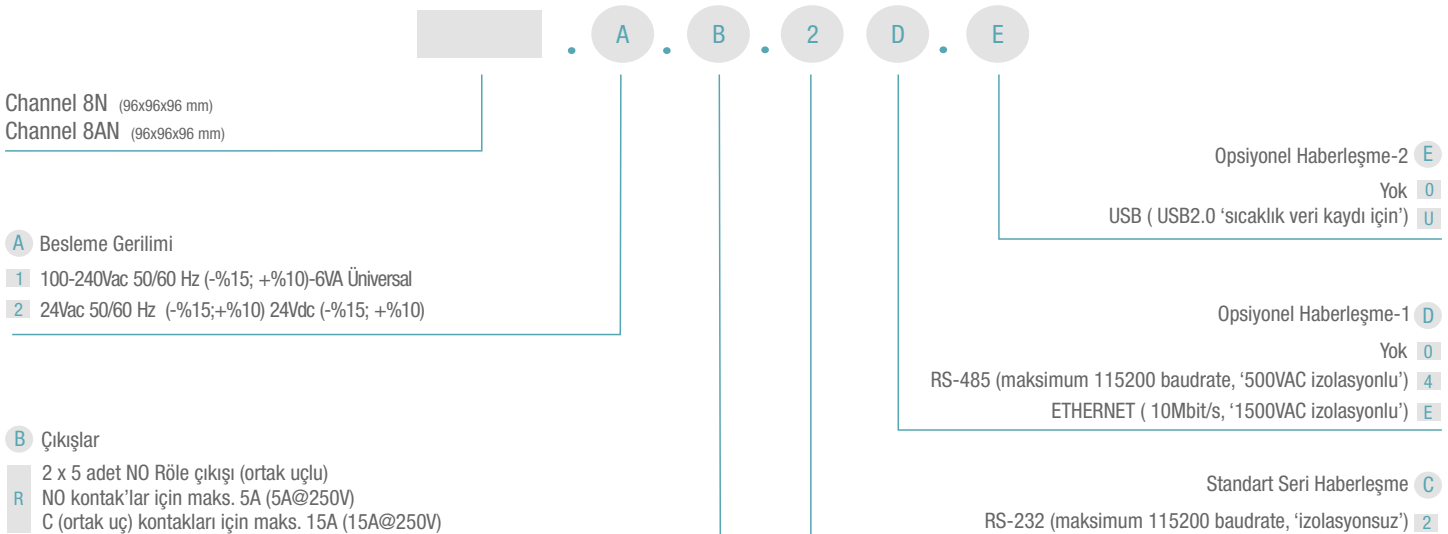 . A . B . 2 D . E
Channel 8N (96x96x96 mm)
Channel 8AN (96x96x96 mm)
A Besleme Gerilimi
1 100-240Vac 50/60 Hz (-%15; +%10)-6VA Üniversal
2 24Vac 50/60 Hz (-%15;+%10) 24Vdc (-%15; +%10)
B Çıkışlar
2 x 5 adet NO Röle çıkışı (ortak uçlu)
R NO kontak'lar için maks. 5A (5A@250V)
C (ortak uç) kontakları için maks. 15A (15A@250V)
Opsiyonel Haberleşme-2 E
Yok 0
USB ( USB2.0 ‘sıcaklık veri kaydı için’) U
Opsiyonel Haberleşme-1 D
Yok 0
RS-485 (maksimum 115200 baudrate, ‘500VAC izolasyonlu’) 4
ETHERNET ( 10Mbit/s, ‘1500VAC izolasyonlu’) E
Standart Seri Haberleşme C
RS-232 (maksimum 115200 baudrate, ‘izolasyonsuz’) 2